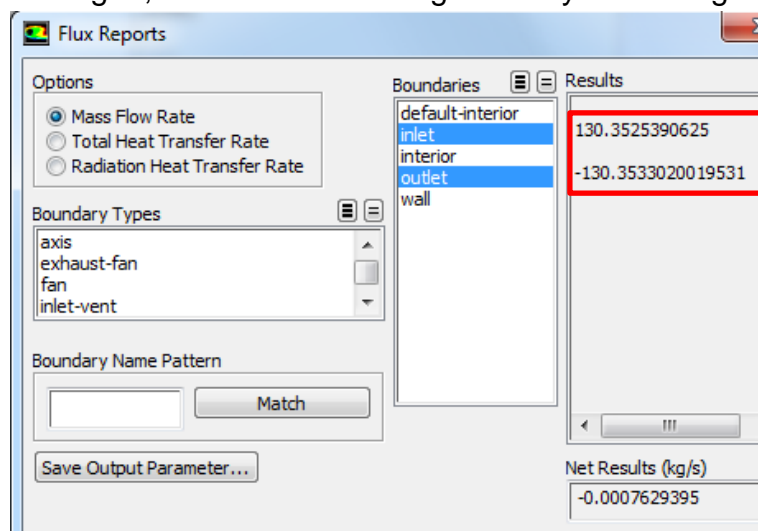 Flux Reports
Options
Mass Flow Rate
Total Heat Transfer Rate
Radiation Heat Transfer Rate
Boundary Types
axis
exhaust-fan
fan
inlet-vent
Boundary Name Pattern
Match
Save Output Parameter...
Boundaries
default-interior
inlet
interior
outlet
wall
Results
130.3525390625
-130.3533020019531
Net Results (kg/s)
-0.0007629395